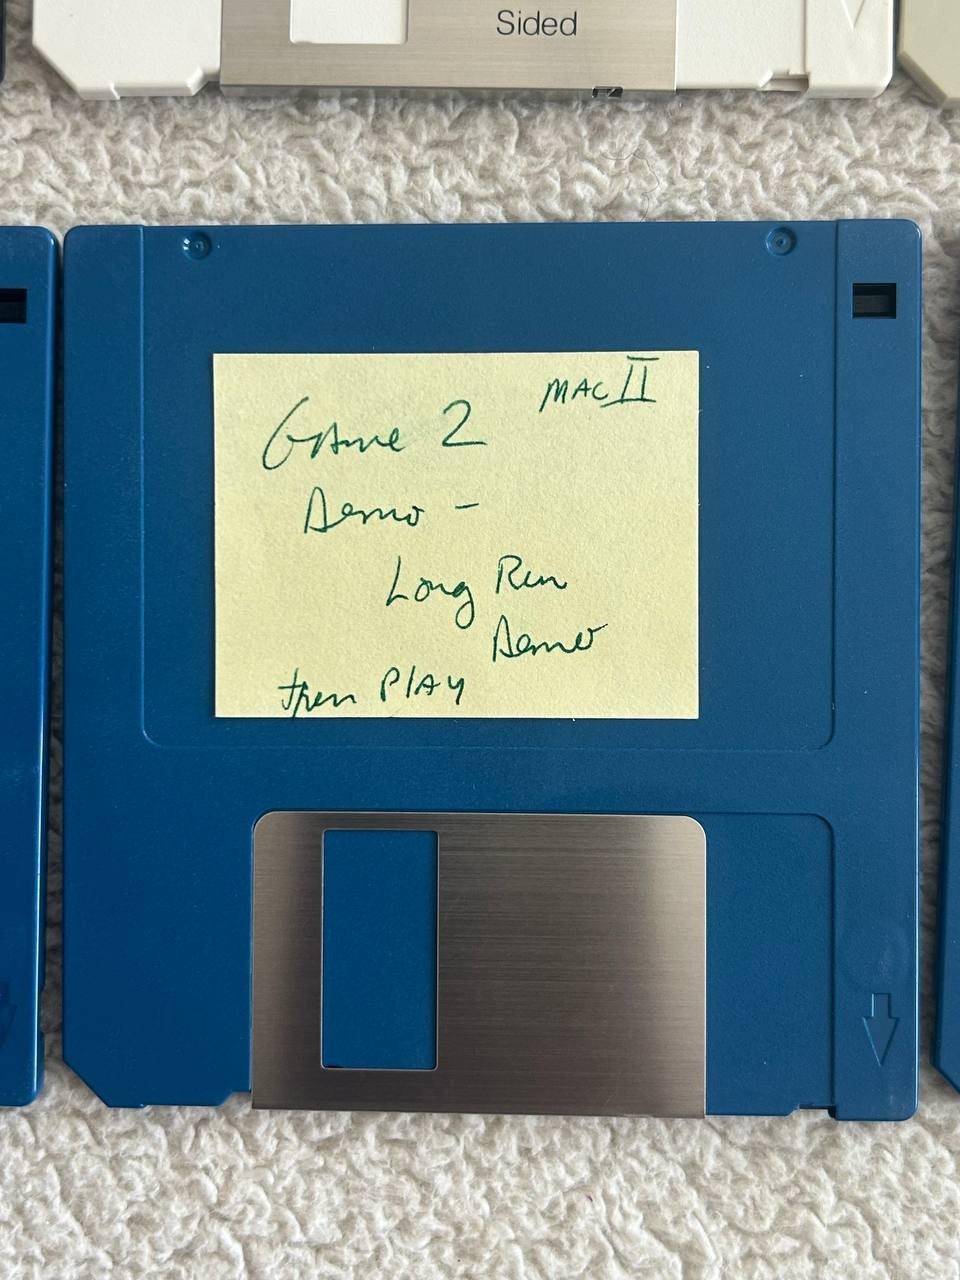 Sided
MAC II
Game 2
Demo -
Long Run
Demo
then PLAY